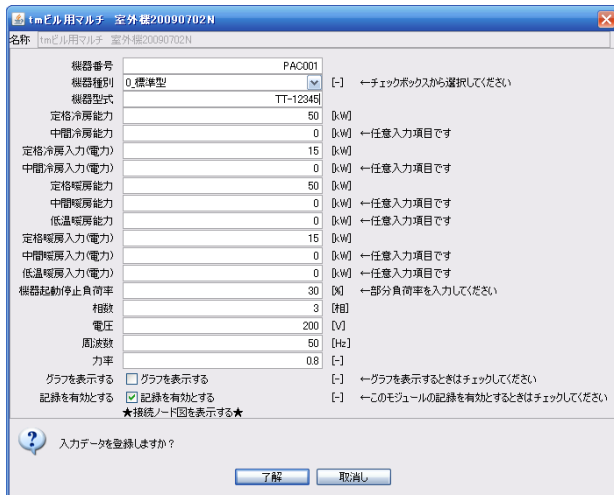 tmビル用マルチ 室外機20090702N
名称 tmビル用マルチ 室外機20090702N
機器番号 PAC001
機器種別 0_標準型 [-] ←チェックボックスから選択してください
機器型式 TT-12345
定格冷房能力 50 [kW]
中間冷房能力 0 [kW] ←任意入力項目です
定格冷房入力(電力) 15 [kW]
中間冷房入力(電力) 0 [kW] ←任意入力項目です
定格暖房能力 50 [kW]
中間暖房能力 0 [kW] ←任意入力項目です
低温暖房能力 0 [kW] ←任意入力項目です
定格暖房入力(電力) 15 [kW]
中間暖房入力(電力) 0 [kW] ←任意入力項目です
低温暖房入力(電力) 0 [kW] ←任意入力項目です
機器起動停止負荷率 30 [%] ←部分負荷率を入力してください
相数 3 [相]
電圧 200 [V]
周波数 50 [Hz]
力率 0.8 [-]
グラフを表示する グラフを表示する [-] ←グラフを表示するときはチェックしてください
記録を有効とする 記録を有効とする [-] ←このモジュールの記録を有効とするときはチェックしてください
★接続ノード図を表示する★
入力データを登録しますか?
了解 取消し